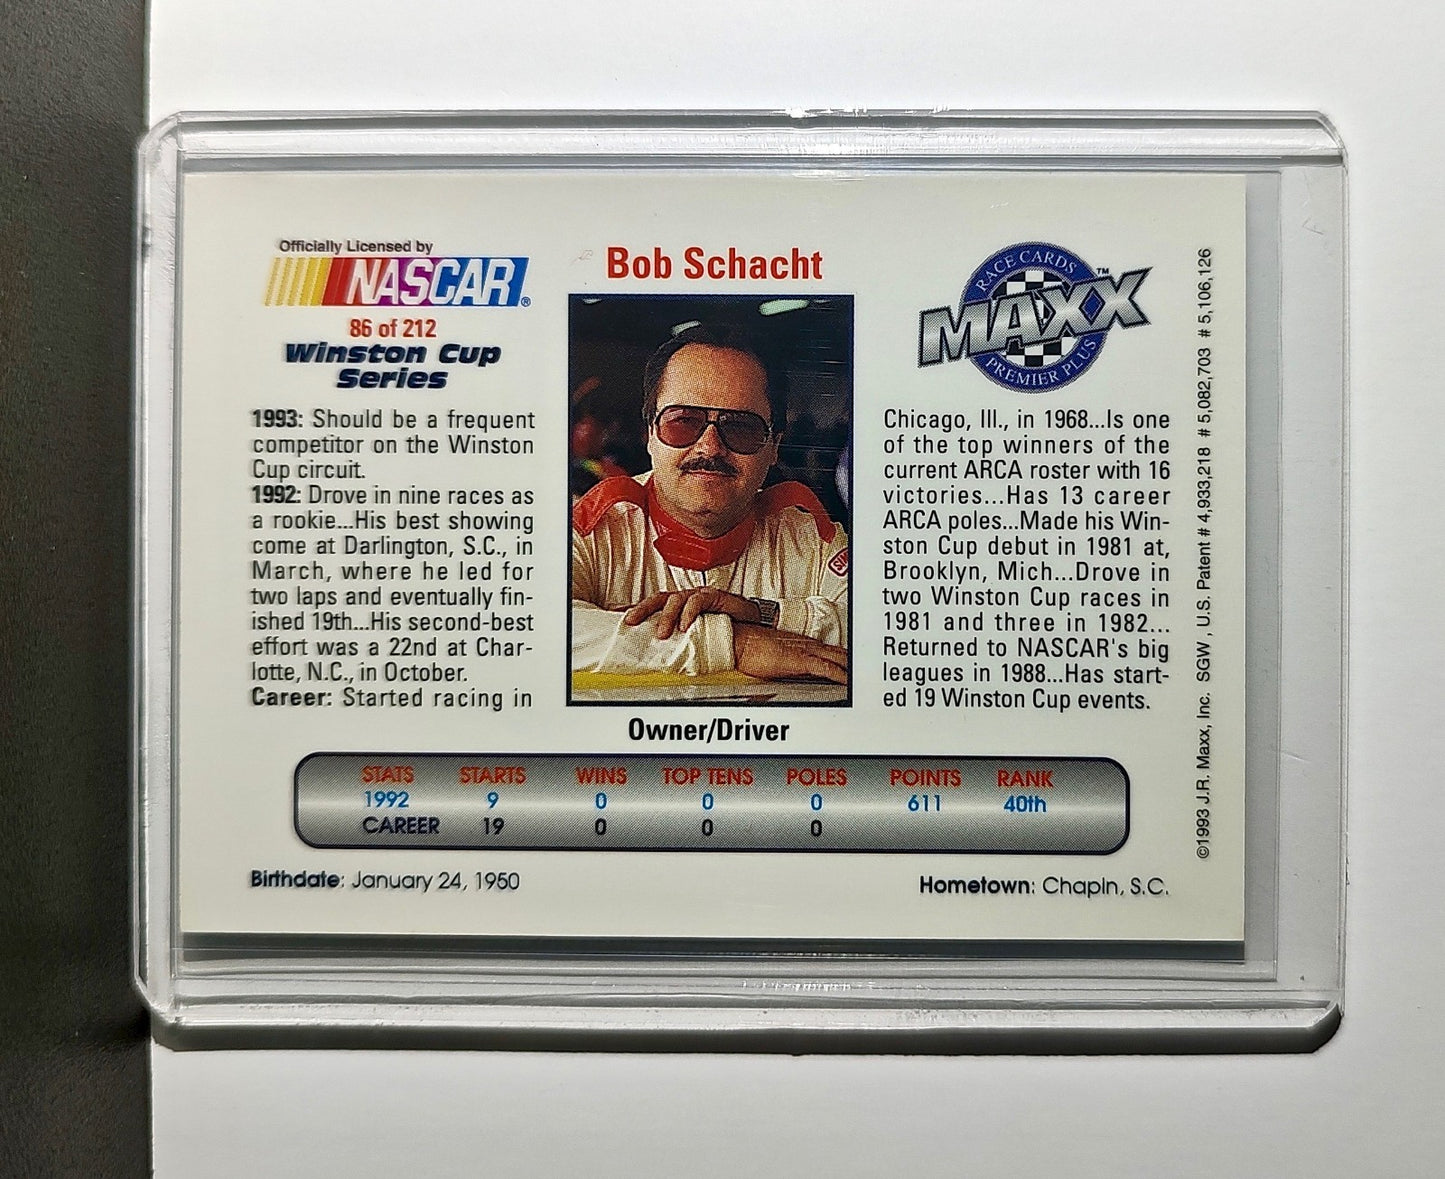 Officially Licensed by
NASCAR®
86 of 212
Winston Cup
Series
1993: Should be a frequent
competitor on the Winston
Cup circuit.
1992: Drove in nine races as
a rookie...His best showing
come at Darlington, S.C., in
March, where he led for
two laps and eventually fin-
ished 19th...His second-best
effort was a 22nd at Char-
lotte, N.C., in October.
Career: Started racing in
Bob Schacht
Owner/Driver
RACE CARDS
MAXX™
PREMIER PLUS
Chicago, Ill., in 1968...Is one
of the top winners of the
current ARCA roster with 16
victories...Has 13 career
ARCA poles...Made his Win-
ston Cup debut in 1981 at,
Brooklyn, Mich...Drove in
two Winston Cup races in
1981 and three in 1982...
Returned to NASCAR's big
leagues in 1988...Has start-
ed 19 Winston Cup events.
STATS STARTS WINS TOP TENS POLES POINTS RANK
1992 9 0 0 0 611 40th
CAREER 19 0 0 0
Birthdate: January 24, 1950
Hometown: Chapin, S.C.
©1993 J.R. Maxx, Inc. SGW, U.S. Patent # 4,933,218 # 5,082,703 # 5,106,126